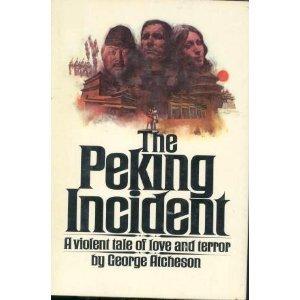 The
Peking
Incident
A violent tale of love and terror
by George Atcheson